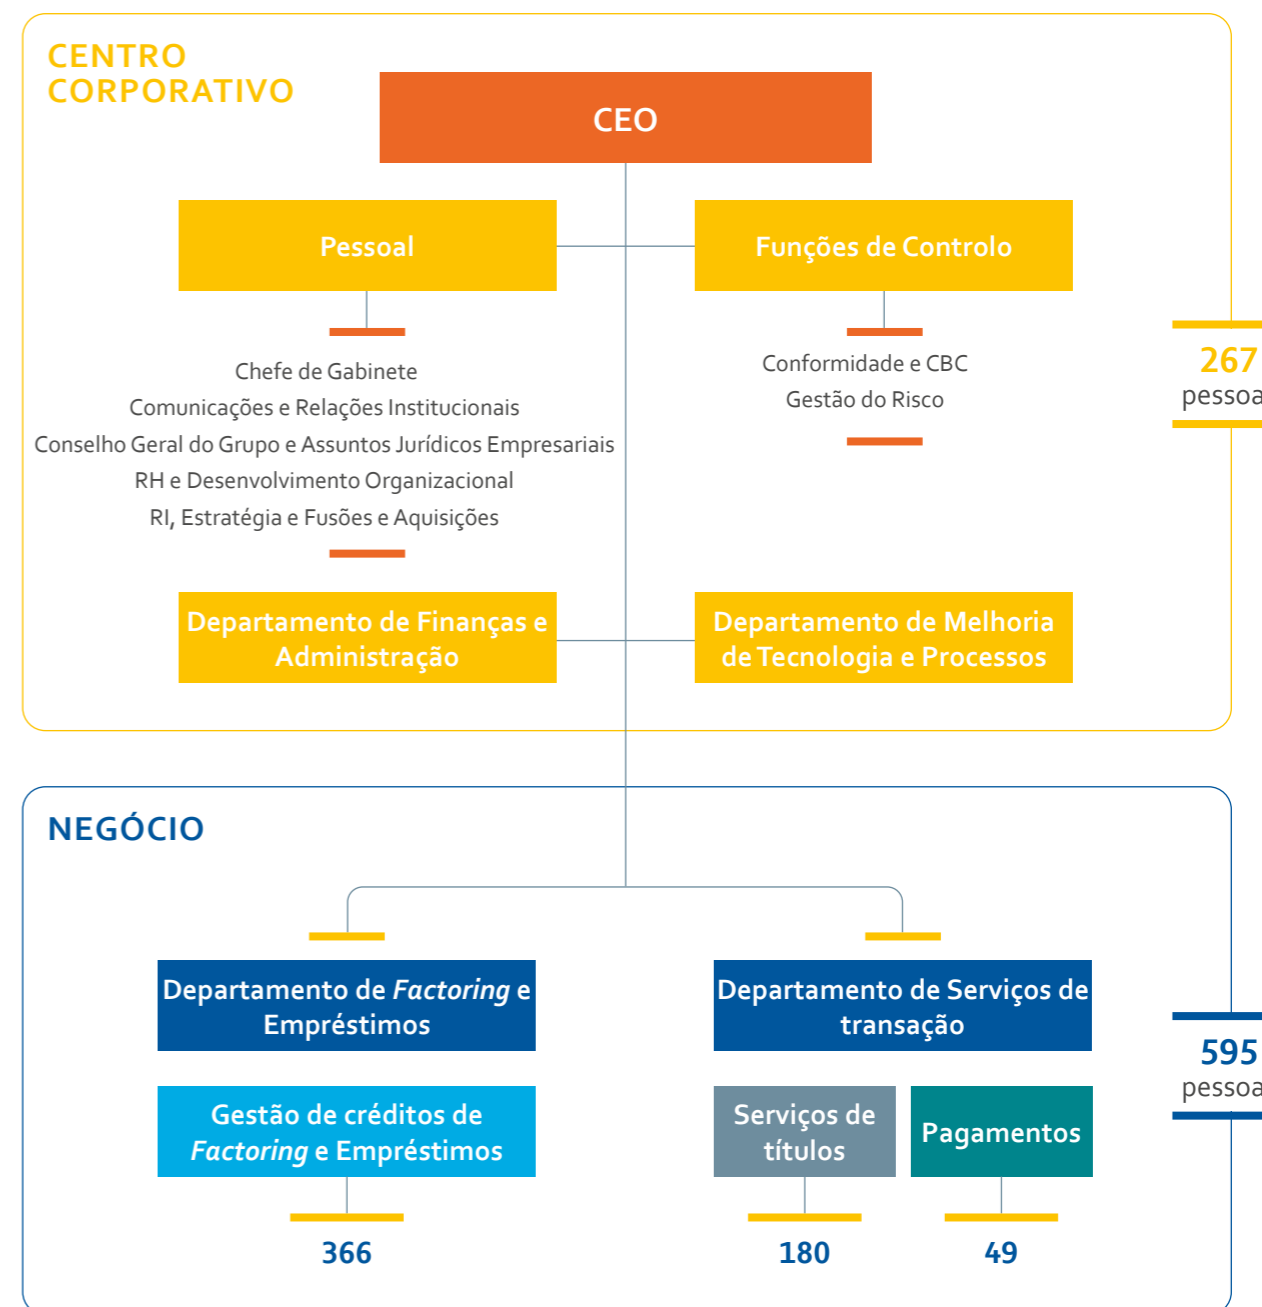 CENTRO
CORPORATIVO
CEO
Pessoal
Funções de Controlo
Chefe de Gabinete
Comunicações e Relações Institucionais
Conselho Geral do Grupo e Assuntos Jurídicos Empresariais
RH e Desenvolvimento Organizacional
RI, Estratégia e Fusões e Aquisições
Conformidade e CBC
Gestão do Risco
267
pessoa
Departamento de Finanças e
Administração
Departamento de Melhoria
de Tecnologia e Processos
NEGÓCIO
Departamento de Factoring e
Empréstimos
Departamento de Serviços de
transação
595
pessoa
Gestão de créditos de
Factoring e Empréstimos
Serviços de
títulos
Pagamentos
366
180
49